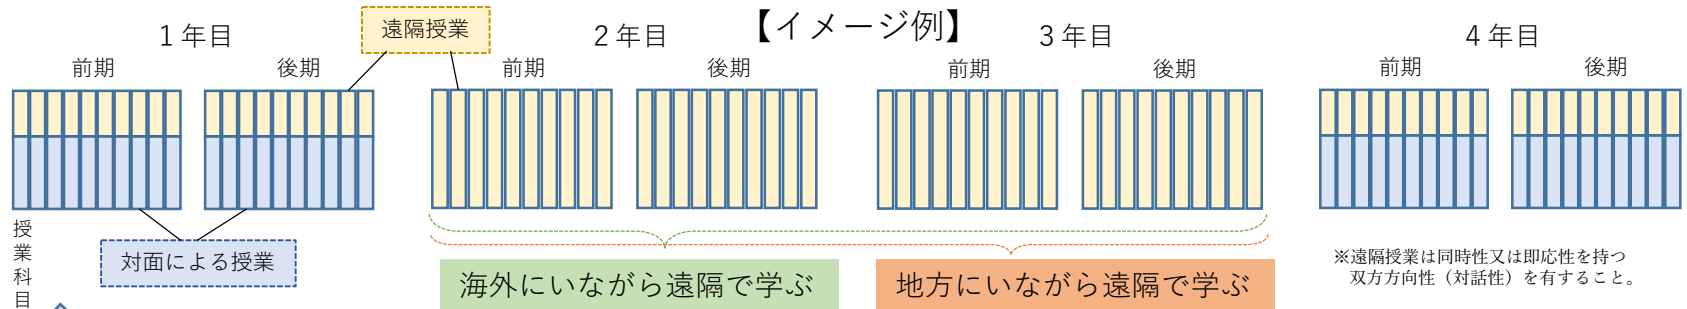 【イメージ例】
1年目
遠隔授業
2年目
3年目
4年目
前期
後期
前期
後期
前期
後期
前期
後期
授業科目
対面による授業
海外にいながら遠隔で学ぶ
地方にいながら遠隔で学ぶ
※遠隔授業は同時性又は即応性を持つ
双方方向性（対話性）を有すること。